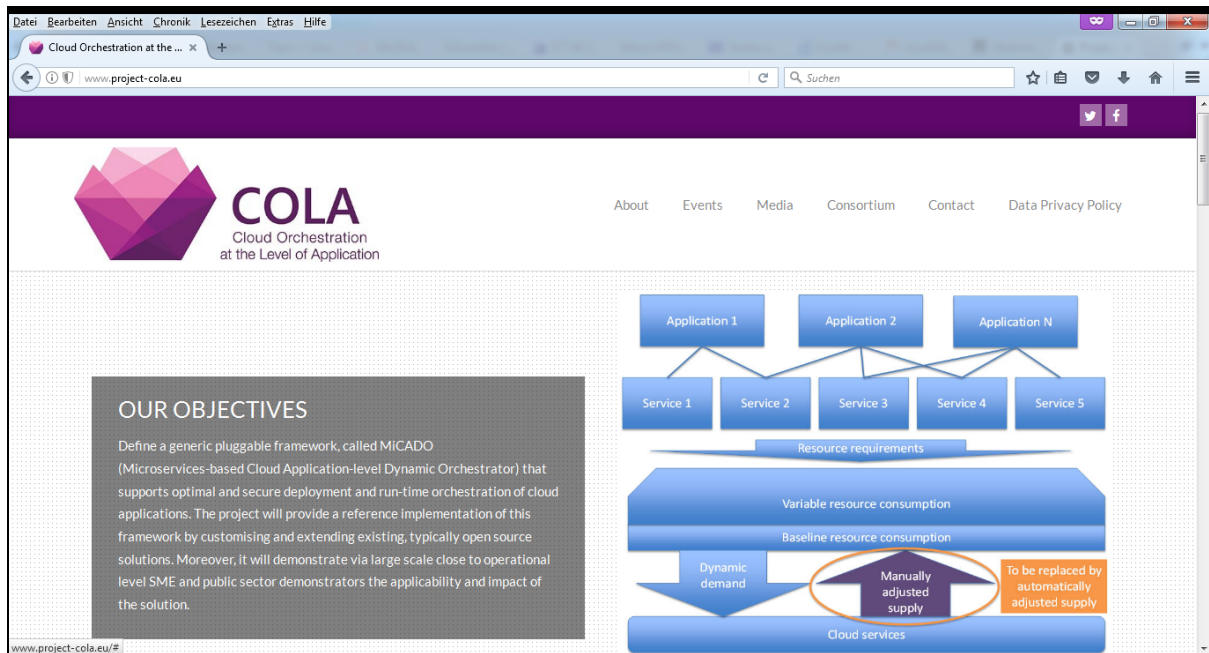 Datei Bearbeiten Ansicht Chronik Lesezeichen Extras Hilfe
Cloud Orchestration at the ...
www.project-cola.eu
Suchen
COLA
Cloud Orchestration
at the Level of Application
About Events Media Consortium Contact Data Privacy Policy
OUR OBJECTIVES
Define a generic pluggable framework, called MiCADO
(Microservices-based Cloud Application-level Dynamic Orchestrator) that
supports optimal and secure deployment and run-time orchestration of cloud
applications. The project will provide a reference implementation of this
framework by customising and extending existing, typically open source
solutions. Moreover, it will demonstrate via large scale close to operational
level SME and public sector demonstrators the applicability and impact of
the solution.
Application 1 Application 2 Application N
Service 1 Service 2 Service 3 Service 4 Service 5
Resource requirements
Variable resource consumption
Baseline resource consumption
Dynamic
demand
Manually
adjusted
supply
To be replaced by
automatically
adjusted supply
Cloud services
www.project-cola.eu/#